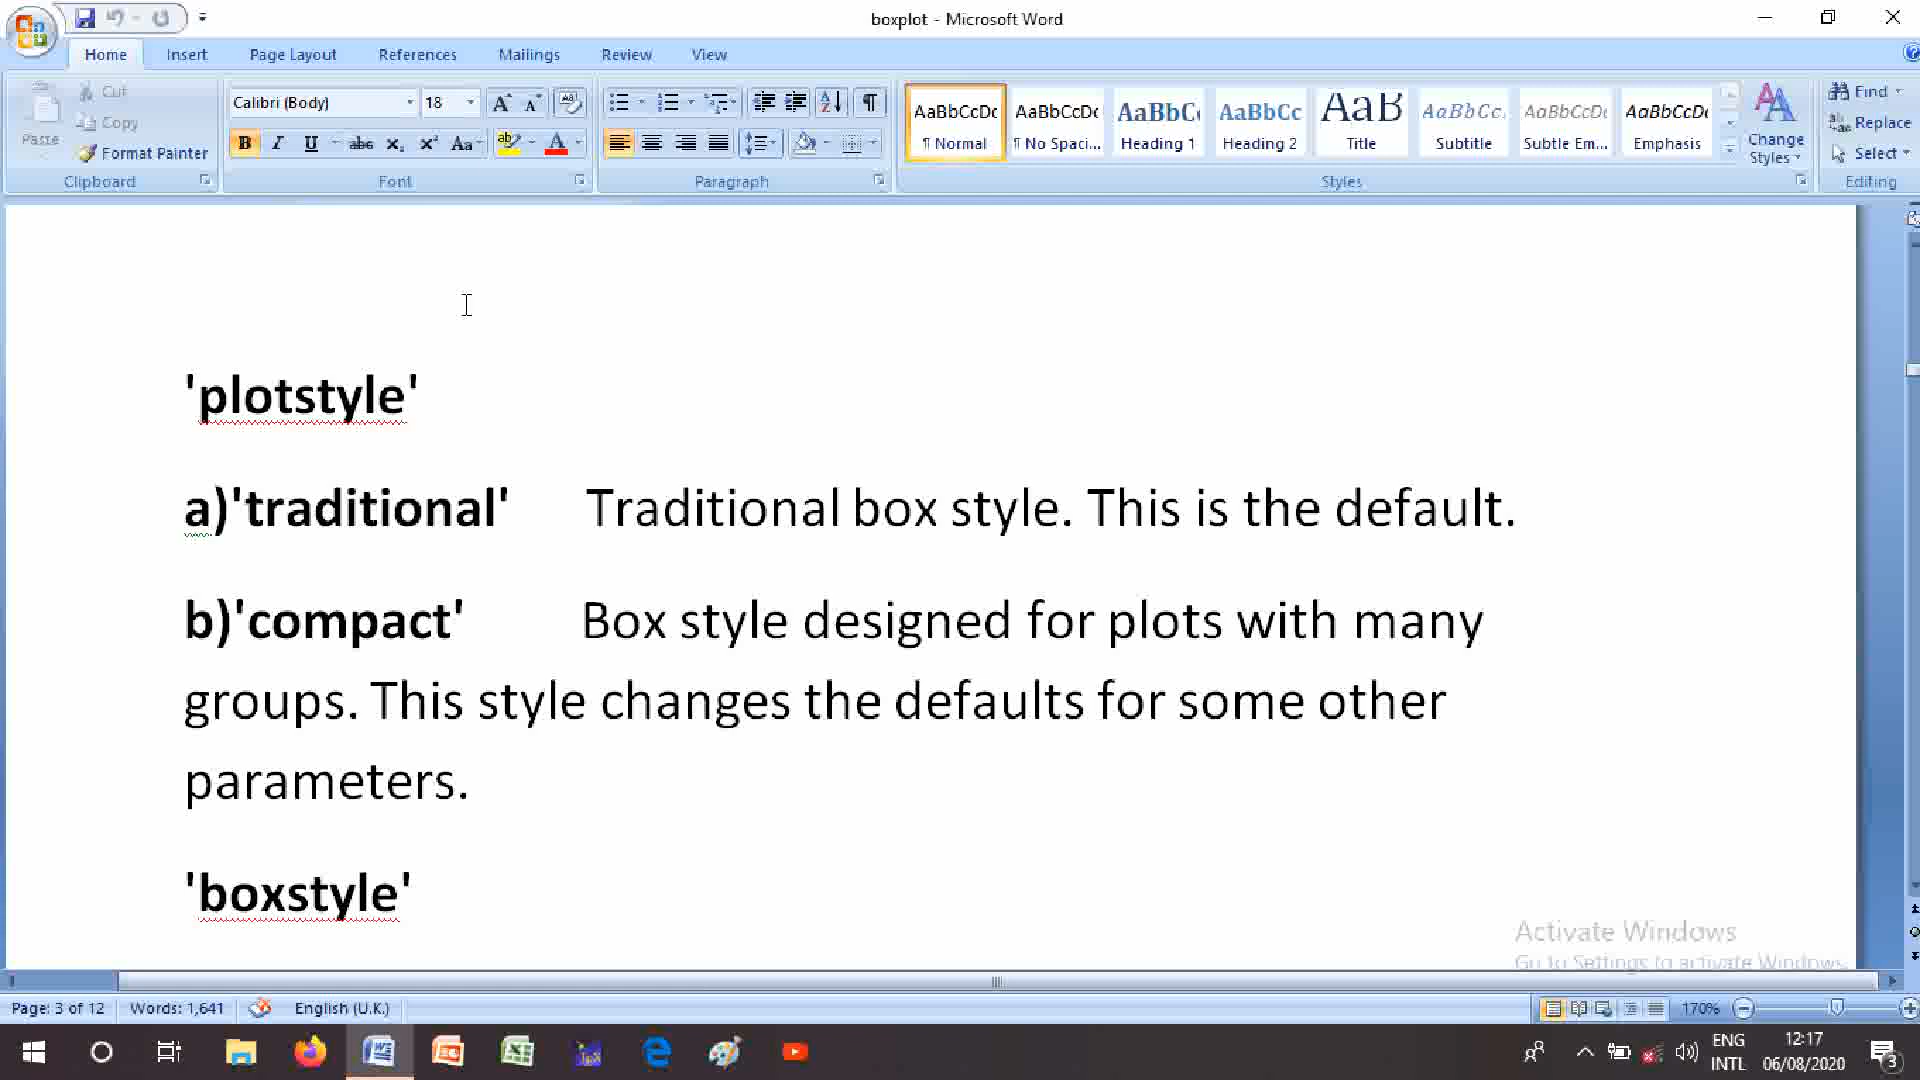 boxplot - Microsoft Word
Home Insert Page Layout References Mailings Review View
Paste
Cut
Copy
Format Painter
Clipboard
Calibri (Body) 18
Font
Paragraph
AaBbCcDc AaBbCcDc AaBbC AaBbCc AaB AaBbCc. AaBbCcDc AaBbCcDc
¶ Normal ¶ No Spaci... Heading 1 Heading 2 Title Subtitle Subtle Em... Emphasis
Change Styles
Styles
Find
Replace
Select
Editing
'plotstyle'
a)'traditional' Traditional box style. This is the default.
b)'compact' Box style designed for plots with many
groups. This style changes the defaults for some other
parameters.
'boxstyle'
Activate Windows
Go to Settings to activate Windows.
Page: 3 of 12 Words: 1,641 English (U.K.) 170%
ENG 12:17
INTL 06/08/2020 3